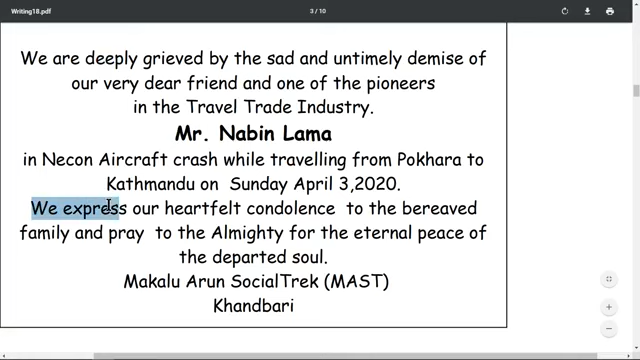 Writing18.pdf
3 / 10
We are deeply grieved by the sad and untimely demise of
our very dear friend and one of the pioneers
in the Travel Trade Industry.
Mr. Nabin Lama
in Necon Aircraft crash while travelling from Pokhara to
Kathmandu on Sunday April 3,2020.
We express our heartfelt condolence to the bereaved
family and pray to the Almighty for the eternal peace of
the departed soul.
Makalu Arun SocialTrek (MAST)
Khandbari